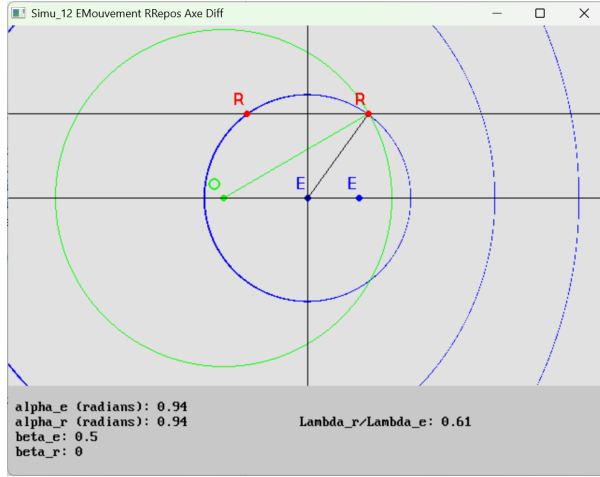 Simu_12 EMouvement RRepos Axe Diff
R R
O E E
alpha_e (radians): 0.94
alpha_r (radians): 0.94 Lambda_r/Lambda_e: 0.61
beta_e: 0.5
beta_r: 0